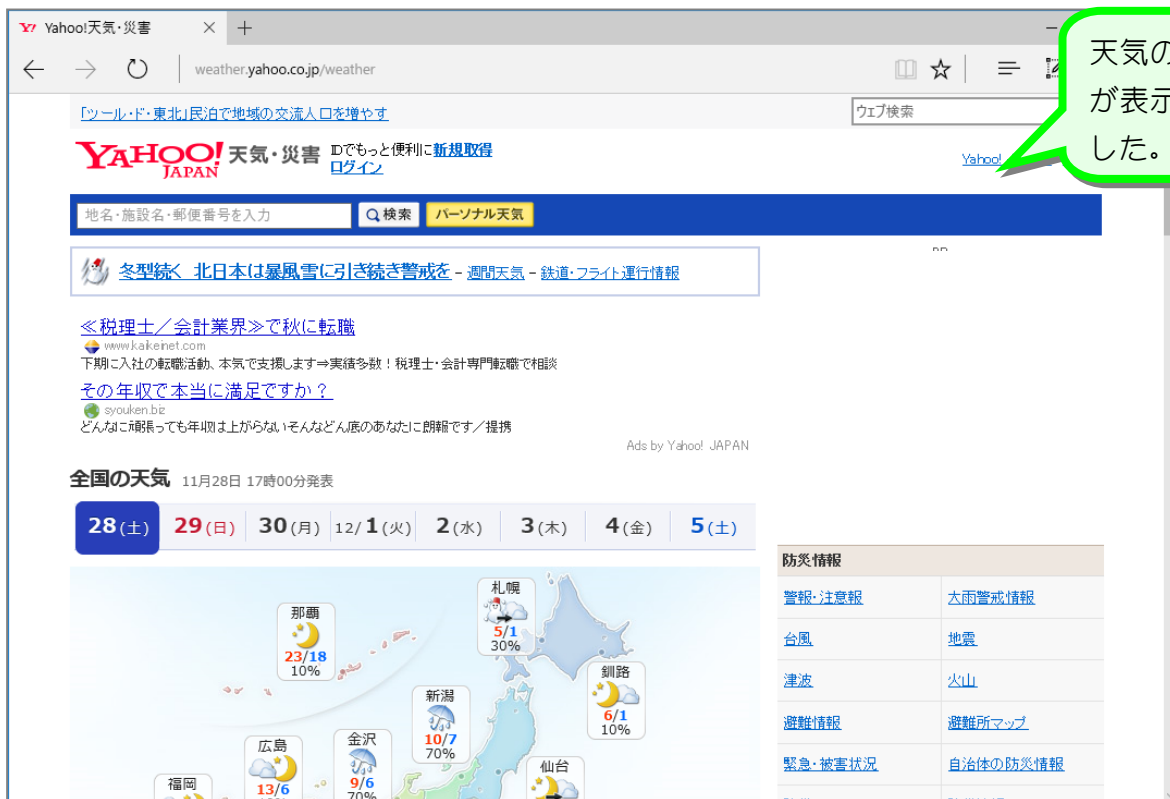 Yahoo!天気・災害
weather.yahoo.co.jp/weather
天気の
が表示
した。
「ツール・ド・東北」民泊で地域の交流人口を増やす
ウェブ検索
YAHOO! JAPAN 天気・災害
IDでもっと便利に新規取得
ログイン
Yahoo!
地名・施設名・郵便番号を入力 検索 パーソナル天気
冬型続く 北日本は暴風雪に引き続き警戒を - 週間天気 - 鉄道・フライト運行情報
≪税理士／会計業界≫で秋に転職
www.kaikeinet.com
下期に入社の転職活動、本気で支援します⇒実績多数！税理士・会計専門転職で相談
その年収で本当に満足ですか？
syouken.biz
どんなに頑張っても年収は上がらないそんなどん底のあなたに朗報です／提携
Ads by Yahoo! JAPAN
全国の天気 11月28日 17時00分発表
28(土) 29(日) 30(月) 12/1(火) 2(水) 3(木) 4(金) 5(土)
札幌
5/1
30%
那覇
23/18
10%
釧路
6/1
10%
新潟
10/7
70%
金沢
9/6
70%
広島
13/6
仙台
福岡
防災情報
警報・注意報 大雨警戒情報
台風 地震
津波 火山
避難情報 避難所マップ
緊急・被害状況 自治体の防災情報